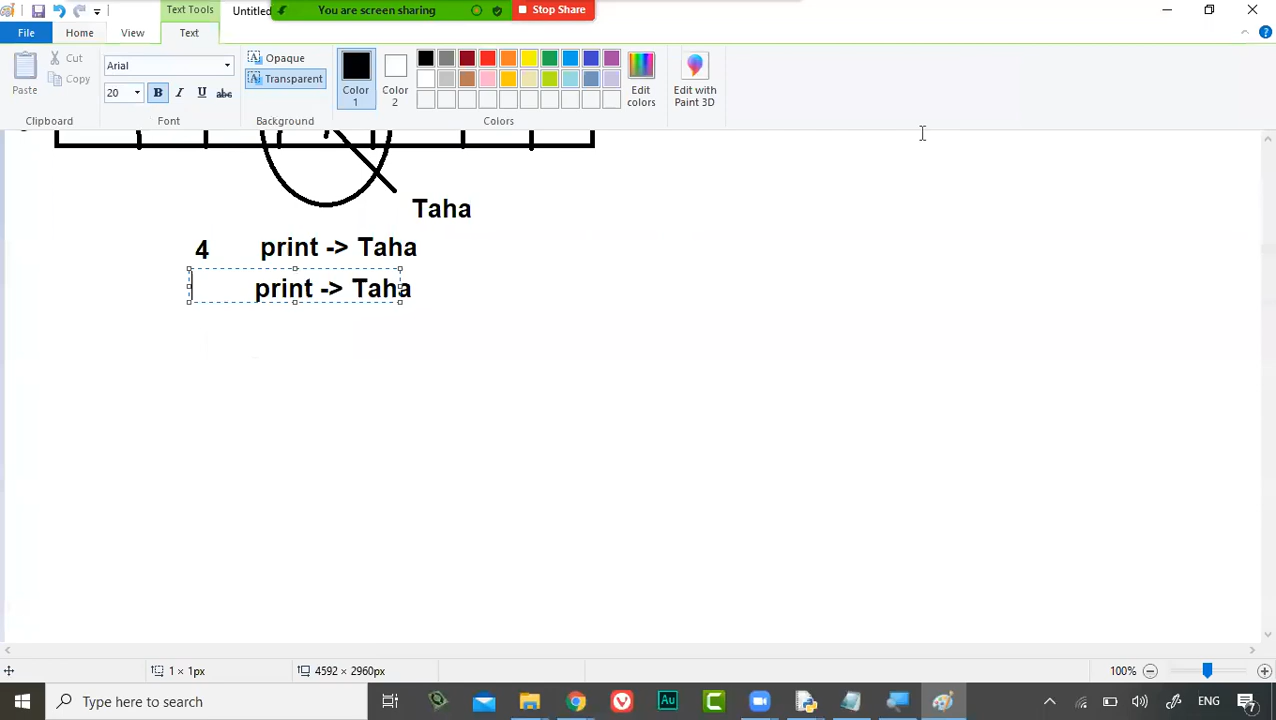 Text Tools
Untitled
You are screen sharing
Stop Share
File
Home
View
Text
Paste
Cut
Copy
Clipboard
Arial
20
B
I
U
abc
Font
Opaque
Transparent
Background
Color 1
Color 2
Edit colors
Colors
Edit with Paint 3D
Taha
4 print -> Taha
print -> Taha
1 × 1px
4592 × 2960px
100%
Type here to search
Au
ENG
7